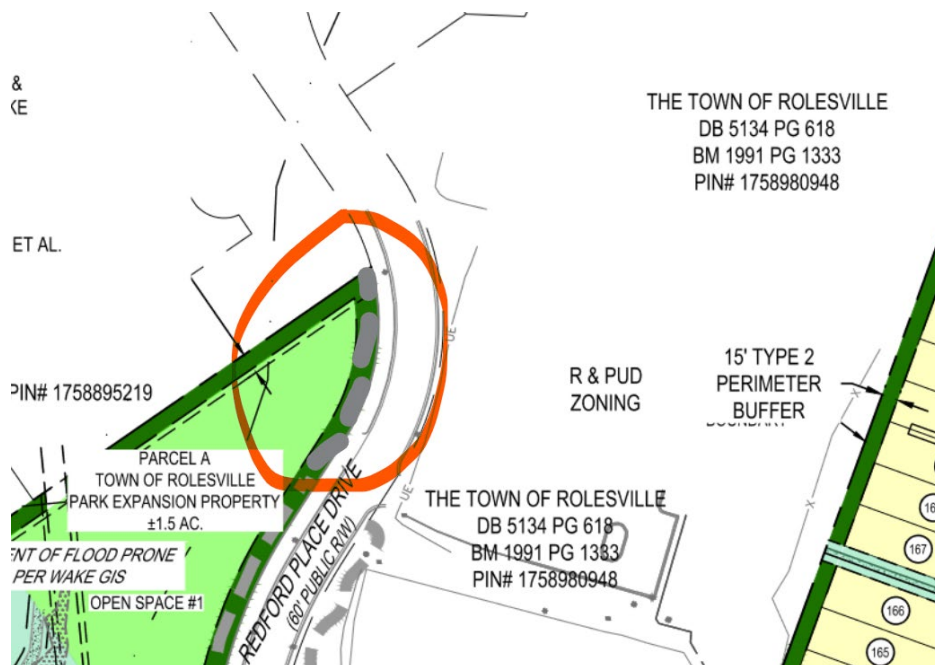 &
ET AL.
THE TOWN OF ROLESVILLE
DB 5134 PG 618
BM 1991 PG 1333
PIN# 1758980948
PIN# 1758895219
PARCEL A
TOWN OF ROLESVILLE
PARK EXPANSION PROPERTY
±1.5 AC.
OF FLOOD PRONE
PER WAKE GIS
OPEN SPACE #1
REDFORD PLACE DRIVE
(60' PUBLIC R/W)
UE
UE
THE TOWN OF ROLESVILLE
DB 5134 PG 618
BM 1991 PG 1333
PIN# 1758980948
R & PUD
ZONING
15' TYPE 2
PERIMETER
BUFFER
X
X
167
166
165